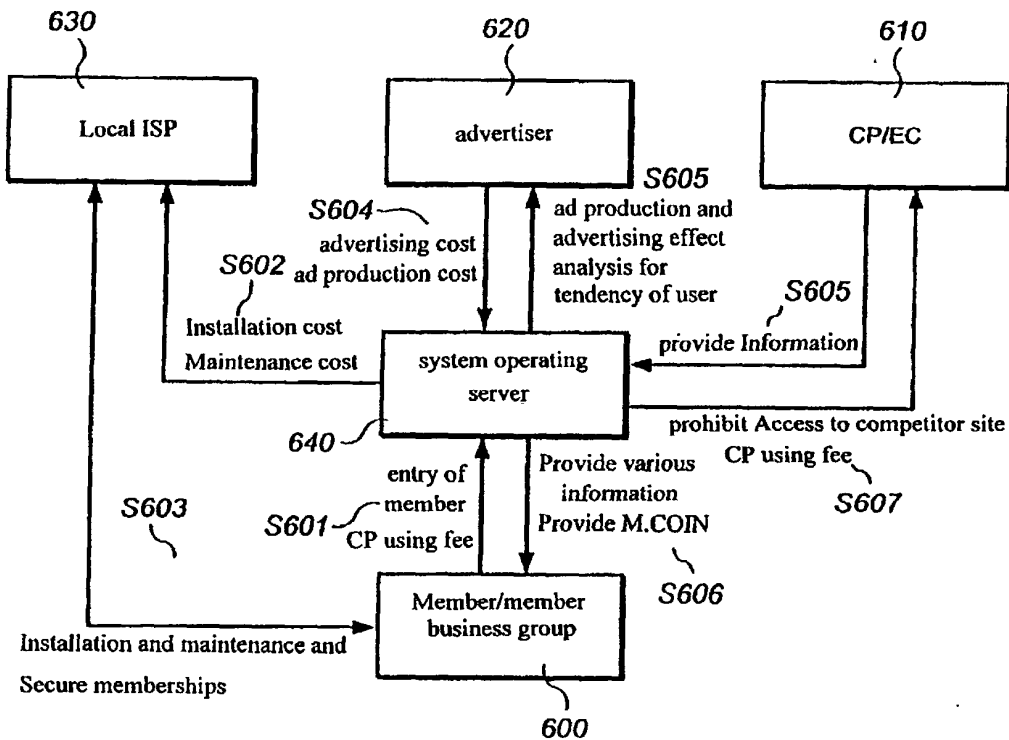 630
620
610
Local ISP
advertiser
CP/EC
S604
advertising cost
ad production cost
S605
ad production and
advertising effect
analysis for
tendency of user
S602
Installation cost
Maintenance cost
S605
provide Information
system operating
server
640
prohibit Access to competitor site
CP using fee
S607
S603
entry of
member
S601
CP using fee
Provide various
information
Provide M.COIN
S606
Member/member
business group
Installation and maintenance and
Secure memberships
600